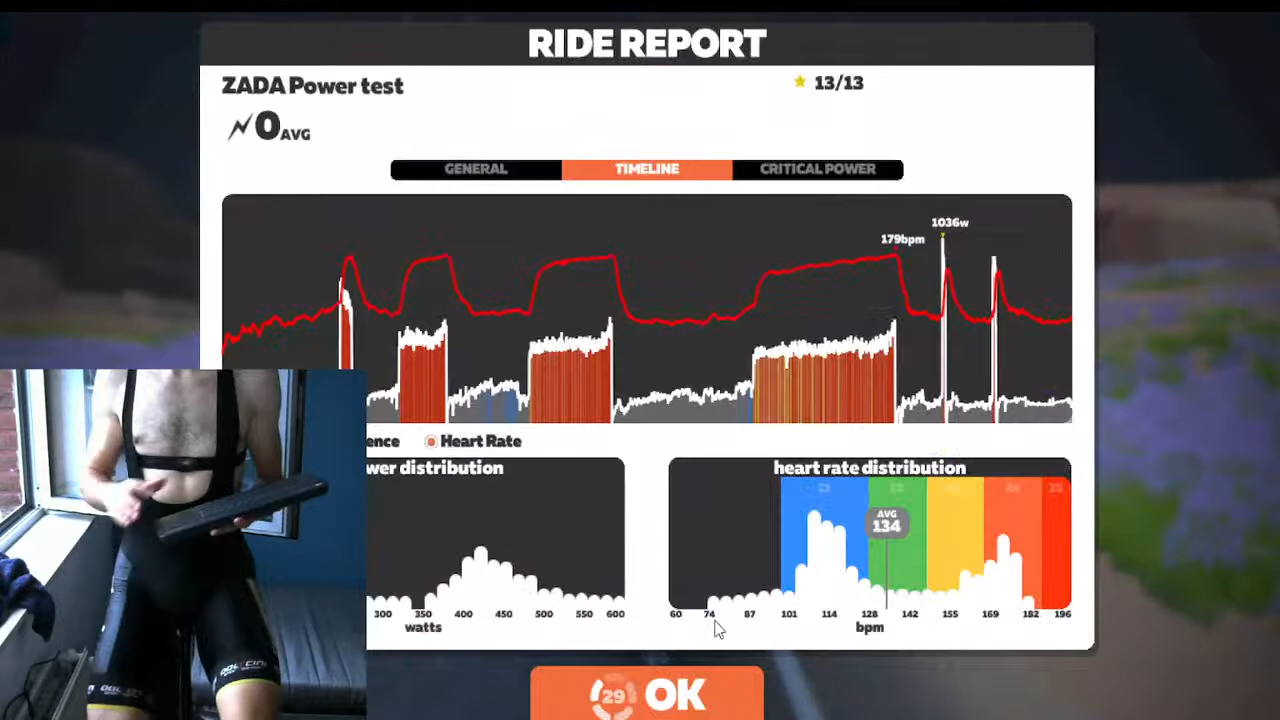 RIDE REPORT
ZADA Power test
13/13
0 AVG
GENERAL TIMELINE CRITICAL POWER
1036w
179bpm
ence Heart Rate
wer distribution
heart rate distribution
AVG
134
300 350 400 450 500 550 600
watts
60 74 87 101 114 128 142 155 169 182 196
bpm
29 OK